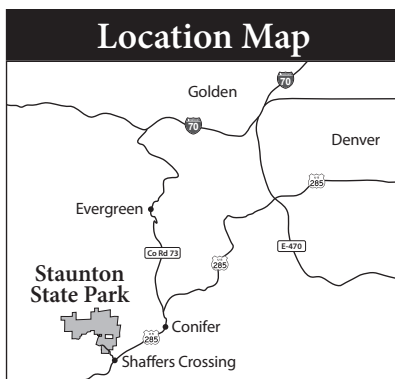 Location Map
70
Golden
70
Denver
285
Evergreen
E-470
Co Rd 73
285
Staunton
State Park
Conifer
285
Shaffers Crossing